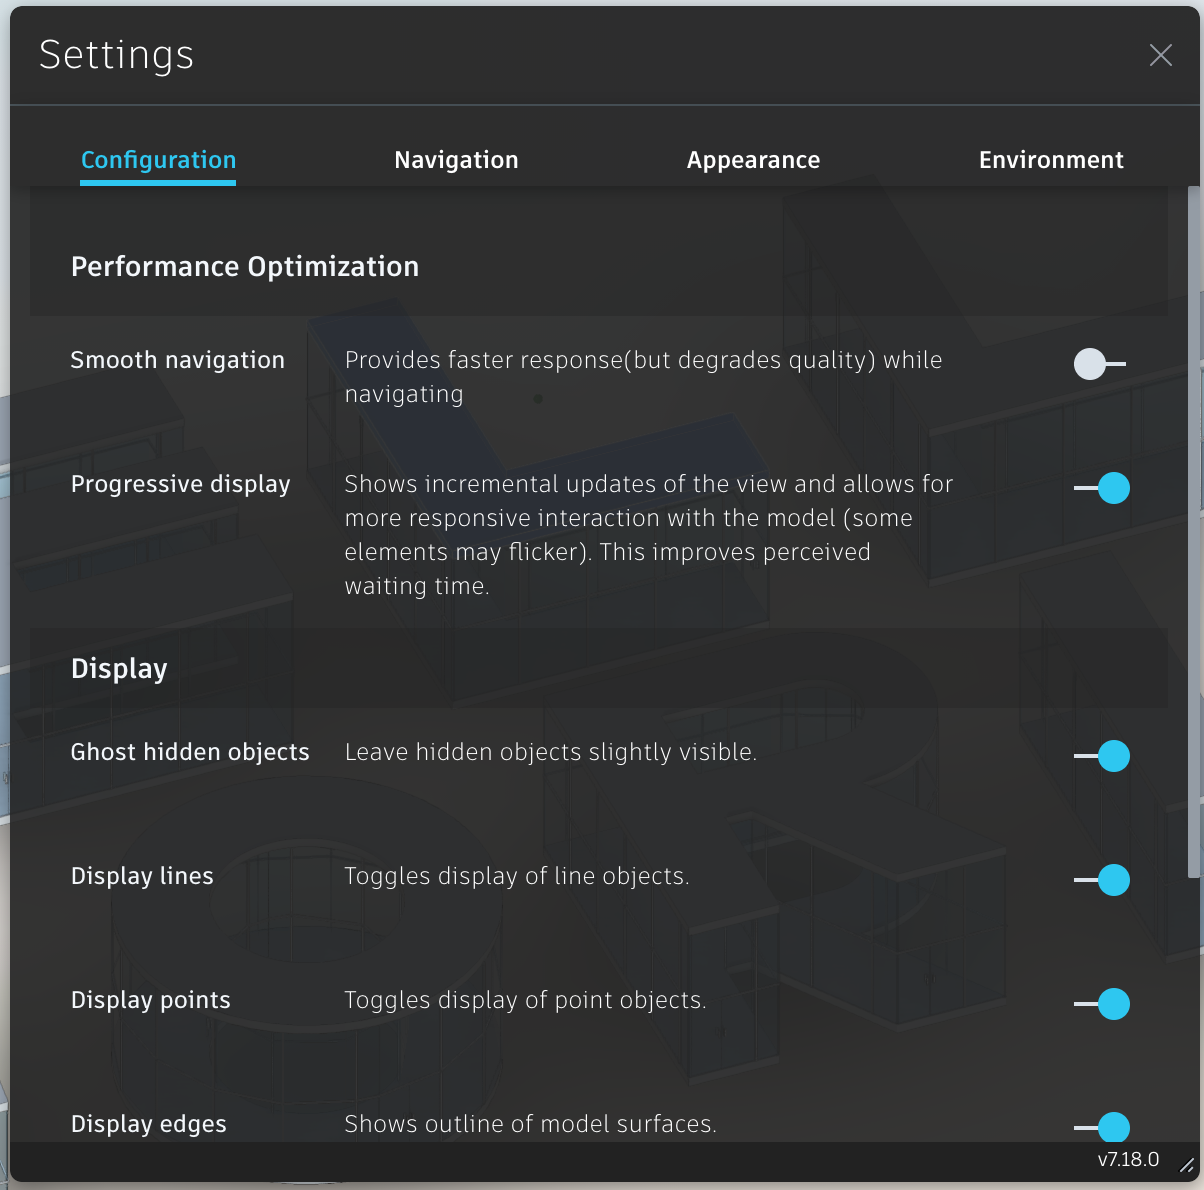 Settings
Configuration
Navigation
Appearance
Environment
Performance Optimization
Smooth navigation
Provides faster response(but degrades quality) while
navigating
Progressive display
Shows incremental updates of the view and allows for
more responsive interaction with the model (some
elements may flicker). This improves perceived
waiting time.
Display
Ghost hidden objects
Leave hidden objects slightly visible.
Display lines
Toggles display of line objects.
Display points
Toggles display of point objects.
Display edges
Shows outline of model surfaces.
v7.18.0